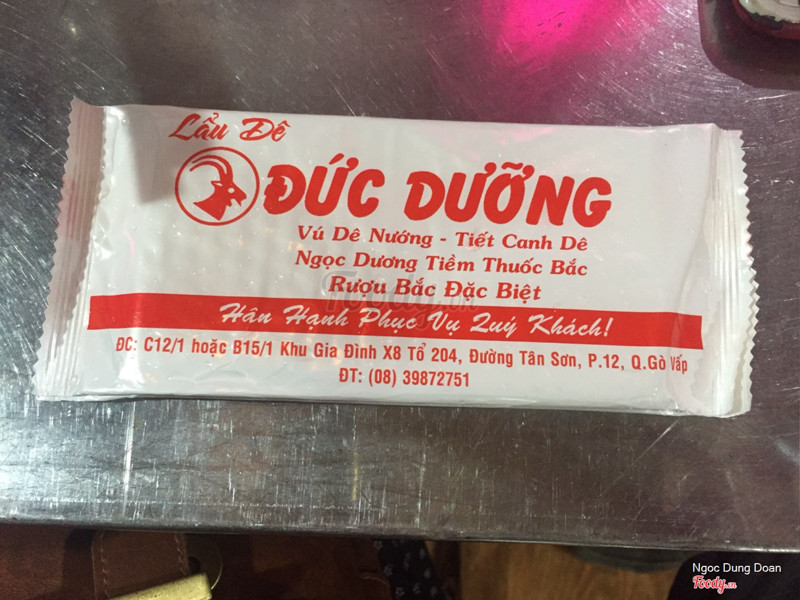 Lẩu Dê
ĐỨC DƯỠNG
Vú Dê Nướng - Tiết Canh Dê
Ngọc Dương Tiềm Thuốc Bắc
Rượu Bắc Đặc Biệt
Hân Hạnh Phục Vụ Quý Khách!
ĐC: C12/1 hoặc B15/1 Khu Gia Đình X8 Tổ 204, Đường Tân Sơn, P.12, Q.Gò Vấp
ĐT: (08) 39872751
Foody.vn
Ngoc Dung Doan
Foody.vn